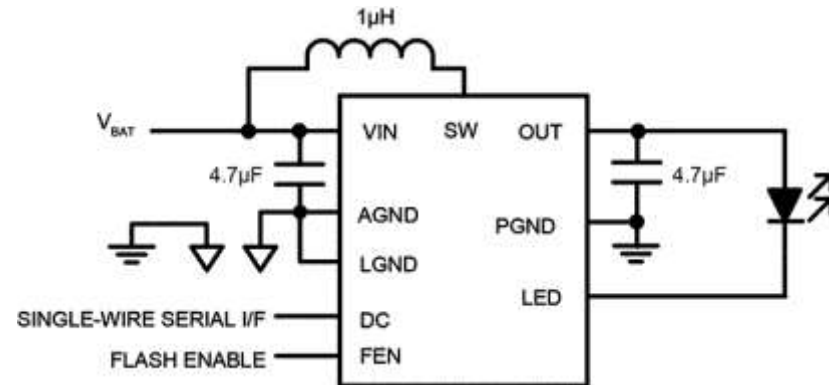 1µH
V_BAT
VIN
SW
OUT
4.7µF
4.7µF
AGND
PGND
LGND
LED
SINGLE-WIRE SERIAL I/F
DC
FLASH ENABLE
FEN